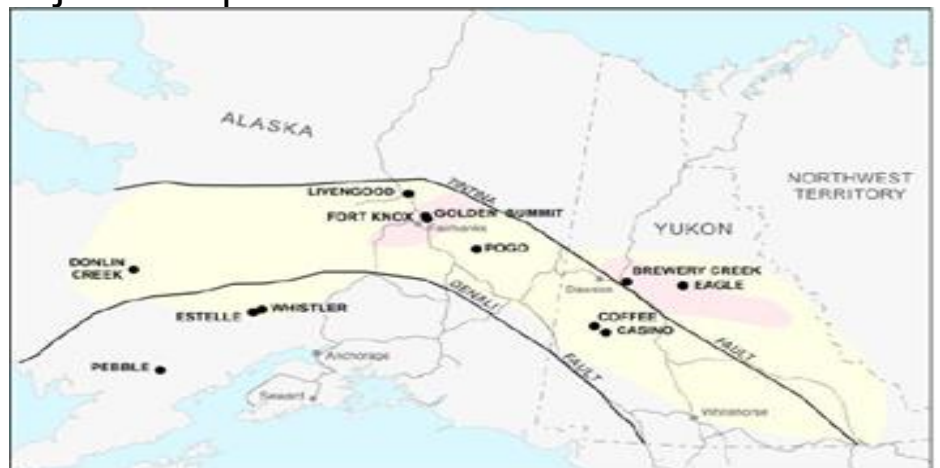 ALASKA
NORTHWEST
TERRITORY
TINTINA
LIVENGOOD
FORT KNOX
GOLDEN SUMMIT
Fairbanks
YUKON
POGO
DONLIN
CREEK
BREWERY CREEK
Dawson
EAGLE
DENALI
ESTELLE
WHISTLER
COFFEE
CASINO
FAULT
Anchorage
PEBBLE
FAULT
Seward
Whitehorse